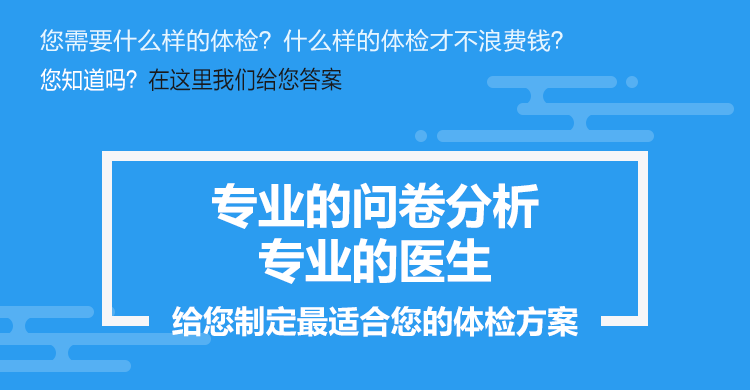 您需要什么样的体检？什么样的体检才不浪费钱？
您知道吗？在这里我们给您答案
专业的问卷分析
专业的医生
给您制定最适合您的体检方案